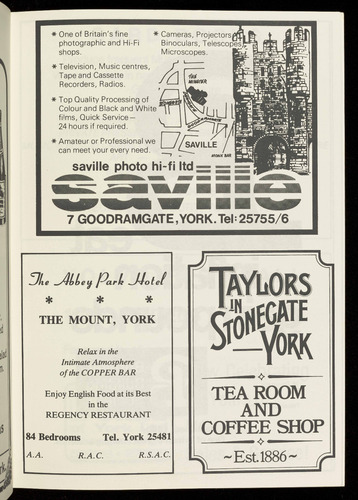 * One of Britain's fine
photographic and Hi-Fi
shops.
* Television, Music centres,
Tape and Cassette
Recorders, Radios.
* Top Quality Processing of
Colour and Black and White
films, Quick Service—
24 hours if required.
* Amateur or Professional we
can meet your every need.
* Cameras, Projectors
Binoculars, Telescopes
Microscopes.
THE
MINSTER
SAVILLE
saville photo hi-fi ltd
saville
7 GOODRAMGATE, YORK. Tel: 25755/6
The Abbey Park Hotel
* * *
THE MOUNT, YORK
Relax in the
Intimate Atmosphere
of the COPPER BAR
Enjoy English Food at its Best
in the
REGENCY RESTAURANT
84 Bedrooms Tel. York 25481
A.A. R.A.C. R.S.A.C.
TAYLORS
IN
STONEGATE
—YORK
TEA ROOM
AND
COFFEE SHOP
~Est.1886~